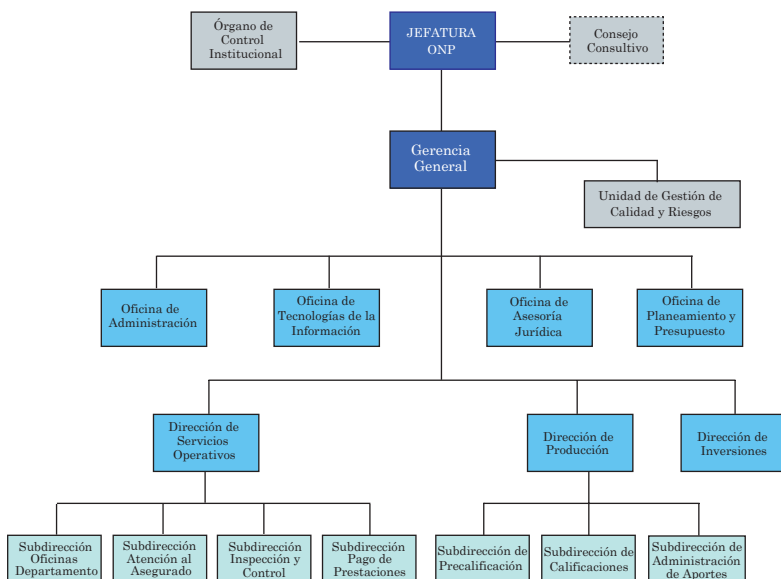 Órgano de
Control
Institucional
JEFATURA
ONP
Consejo
Consultivo
Gerencia
General
Unidad de Gestión de
Calidad y Riesgos
Oficina de
Administración
Oficina de
Tecnologías de la
Información
Oficina de
Asesoría
Jurídica
Oficina de
Planeamiento y
Presupuesto
Dirección de
Servicios
Operativos
Dirección de
Producción
Dirección de
Inversiones
Subdirección
Oficinas
Departamento
Subdirección
Atención al
Asegurado
Subdirección
Inspección y
Control
Subdirección
Pago de
Prestaciones
Subdirección de
Precalificación
Subdirección de
Calificaciones
Subdirección de
Administración
de Aportes